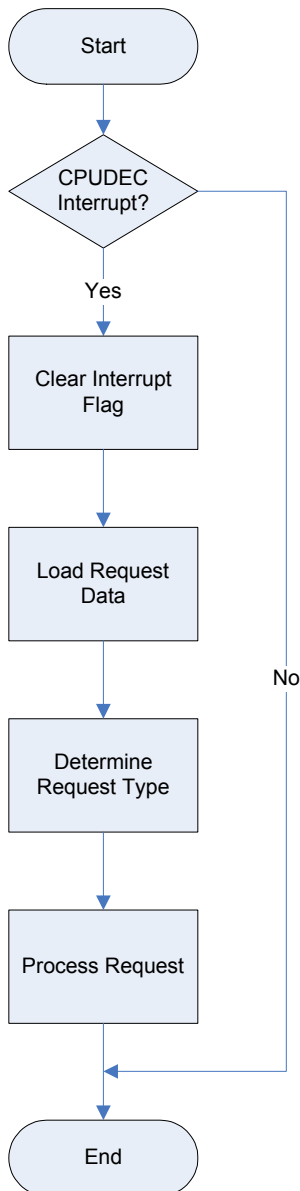 Start
CPUDEC
Interrupt?
Yes
Clear Interrupt
Flag
Load Request
Data
No
Determine
Request Type
Process Request
End